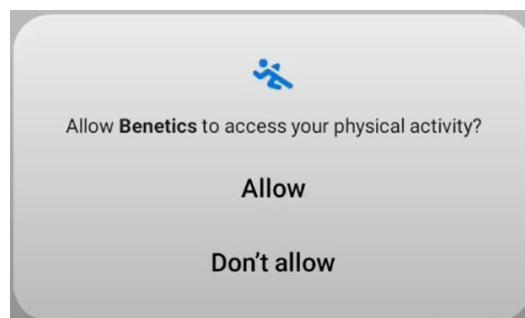 Allow Benetics to access your physical activity?
Allow
Don’t allow